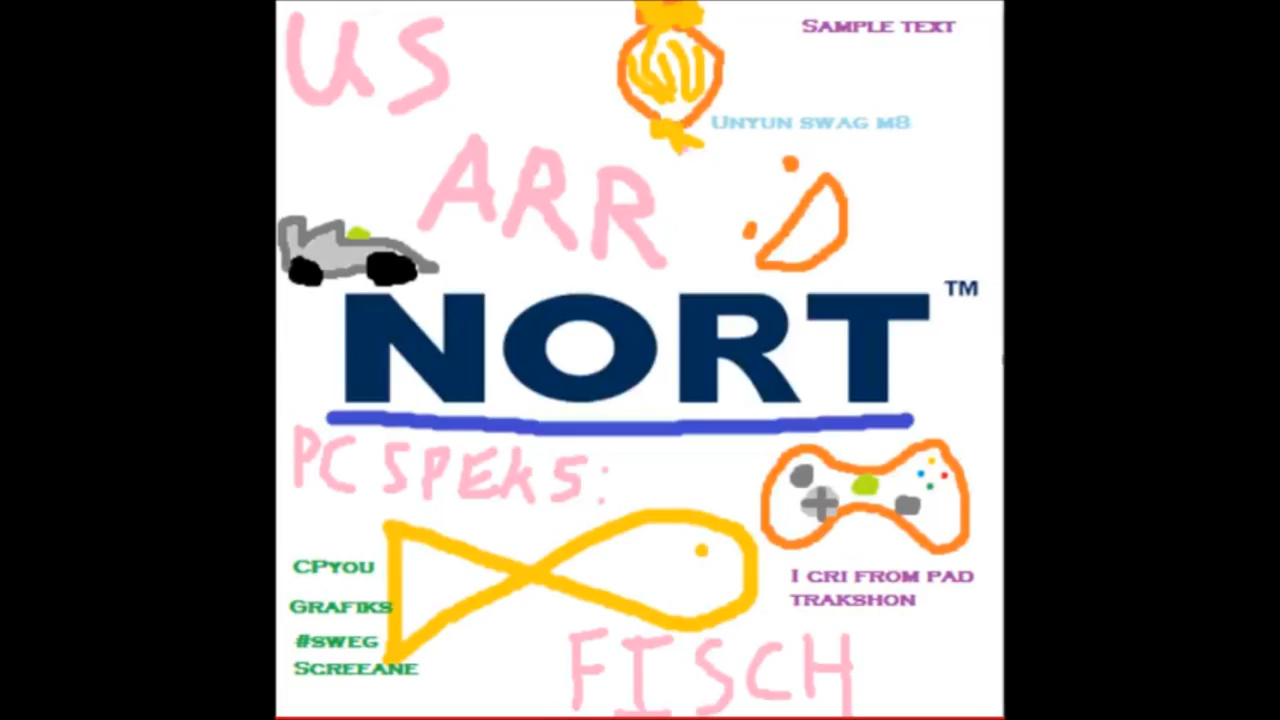 US
SAMPLE TEXT
UNYUN SWAG M8
ARR
NORT™
PC SPEKS:
CPYOU
GRAFIKS
#SWEG
SCREEANE
I CRI FROM PAD
TRAKSHON
FISCH